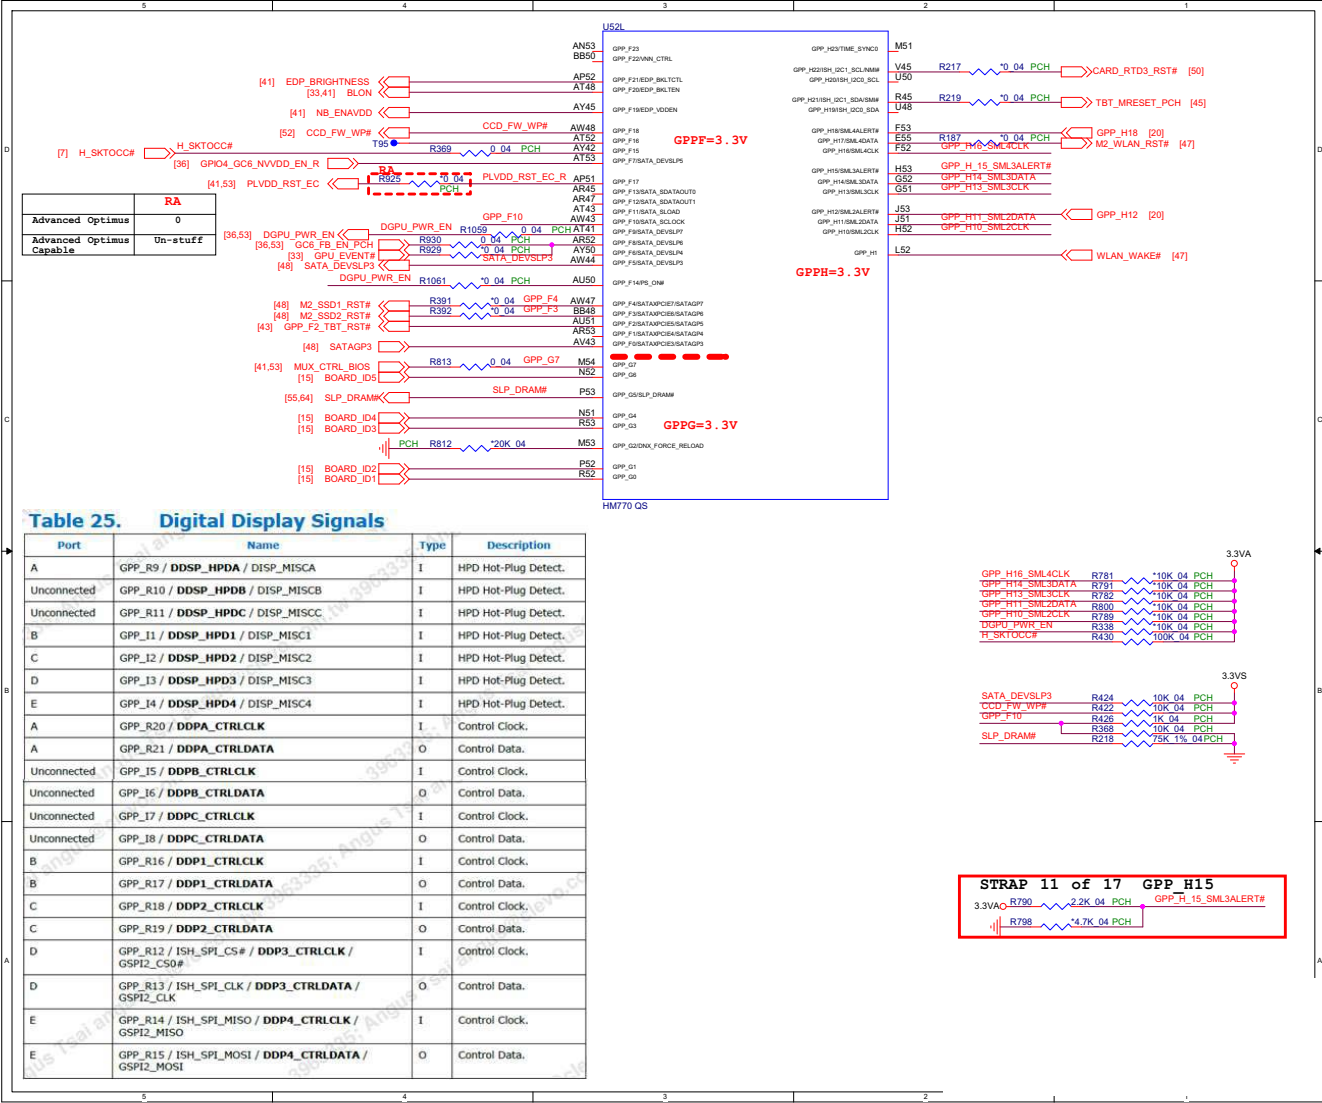 5 4 3 2 1
U52L
AN53 GPP_F23
BB50 GPP_F22/VNN_CTRL
[41] EDP_BRIGHTNESS AP52 GPP_F21/EDP_BKLTCTL
[33,41] BLON AT48 GPP_F20/EDP_BKLTEN
[41] NB_ENAVDD AY45 GPP_F19/EDP_VDDEN
[52] CCD_FW_WP# CCD_FW_WP# AW48 GPP_F18
T95 AT52 GPP_F16
[7] H_SKTOCC# H_SKTOCC# R369 0_04 PCH AY42 GPP_F15
[36] GPIO4_GC6_NVVDD_EN_R AT53 GPP_F7/SATA_DEVSLP5
RA
[41,53] PLVDD_RST_EC R925 *0_04 PCH PLVDD_RST_EC_R AP51 GPP_F17
AR45 GPP_F13/SATA_SDATAOUT0
AR47 GPP_F12/SATA_SDATAOUT1
AT43 GPP_F11/SATA_SLOAD
GPP_F10 AW43 GPP_F10/SATA_SCLOCK
[36,53] DGPU_PWR_EN DGPU_PWR_EN R1059 0_04 PCH AT41 GPP_F9/SATA_DEVSLP7
[36,53] GC6_FB_EN_PCH R930 0_04 PCH AR52 GPP_F8/SATA_DEVSLP6
[33] GPU_EVENT# R929 *0_04 PCH AY50 GPP_F6/SATA_DEVSLP4
[48] SATA_DEVSLP3 SATA_DEVSLP3 AW44 GPP_F5/SATA_DEVSLP3
DGPU_PWR_EN R1061 *0_04 PCH AU50 GPP_F14/PS_ON#
[48] M2_SSD1_RST# R391 *0_04 GPP_F4 AW47 GPP_F4/SATAXPCIE7/SATAGP7
[48] M2_SSD2_RST# R392 *0_04 GPP_F3 BB48 GPP_F3/SATAXPCIE6/SATAGP6
[43] GPP_F2_TBT_RST# AU51 GPP_F2/SATAXPCIE5/SATAGP5
AR53 GPP_F1/SATAXPCIE4/SATAGP4
[48] SATAGP3 AV43 GPP_F0/SATAXPCIE3/SATAGP3
[41,53] MUX_CTRL_BIOS R813 0_04 GPP_G7 M54 GPP_G7
[15] BOARD_ID5 N52 GPP_G6
[55,64] SLP_DRAM# SLP_DRAM# P53 GPP_G5/SLP_DRAM#
[15] BOARD_ID4 N51 GPP_G4
[15] BOARD_ID3 R53 GPP_G3
PCH R812 *20K_04 M53 GPP_G2/DNX_FORCE_RELOAD
[15] BOARD_ID2 P52 GPP_G1
[15] BOARD_ID1 R52 GPP_G0
GPPF=3.3V
GPPH=3.3V
GPPG=3.3V
HM770 QS
GPP_H23/TIME_SYNC0 M51
GPP_H22/ISH_I2C1_SCL/NMI# V45 R217 *0_04 PCH CARD_RTD3_RST# [50]
GPP_H20/ISH_I2C0_SCL U50
GPP_H21/ISH_I2C1_SDA/SMI# R45 R219 *0_04 PCH TBT_MRESET_PCH [45]
GPP_H19/ISH_I2C0_SDA U48
GPP_H18/SML4ALERT# F53 GPP_H18 [20]
GPP_H17/SML4DATA E55 R187 *0_04 PCH M2_WLAN_RST# [47]
GPP_H16/SML4CLK F52 GPP_H16_SML4CLK
GPP_H15/SML3ALERT# H53 GPP_H_15_SML3ALERT#
GPP_H14/SML3DATA G52 GPP_H14_SML3DATA
GPP_H13/SML3CLK G51 GPP_H13_SML3CLK
GPP_H12/SML2ALERT# J53 GPP_H12 [20]
GPP_H11/SML2DATA J51 GPP_H11_SML2DATA
GPP_H10/SML2CLK H52 GPP_H10_SML2CLK
GPP_H1 L52 WLAN_WAKE# [47]
RA
Advanced Optimus 0
Advanced Optimus Capable Un-stuff
Table 25. Digital Display Signals
Port Name Type Description
A GPP_R9 / DDSP_HPDA / DISP_MISCA I HPD Hot-Plug Detect.
Unconnected GPP_R10 / DDSP_HPDB / DISP_MISCB I HPD Hot-Plug Detect.
Unconnected GPP_R11 / DDSP_HPDC / DISP_MISCC I HPD Hot-Plug Detect.
B GPP_I1 / DDSP_HPD1 / DISP_MISC1 I HPD Hot-Plug Detect.
C GPP_I2 / DDSP_HPD2 / DISP_MISC2 I HPD Hot-Plug Detect.
D GPP_I3 / DDSP_HPD3 / DISP_MISC3 I HPD Hot-Plug Detect.
E GPP_I4 / DDSP_HPD4 / DISP_MISC4 I HPD Hot-Plug Detect.
A GPP_R20 / DDPA_CTRLCLK I Control Clock.
A GPP_R21 / DDPA_CTRLDATA O Control Data.
Unconnected GPP_I5 / DDPB_CTRLCLK I Control Clock.
Unconnected GPP_I6 / DDPB_CTRLDATA O Control Data.
Unconnected GPP_I7 / DDPC_CTRLCLK I Control Clock.
Unconnected GPP_I8 / DDPC_CTRLDATA O Control Data.
B GPP_R16 / DDP1_CTRLCLK I Control Clock.
B GPP_R17 / DDP1_CTRLDATA O Control Data.
C GPP_R18 / DDP2_CTRLCLK I Control Clock.
C GPP_R19 / DDP2_CTRLDATA O Control Data.
D GPP_R12 / ISH_SPI_CS# / DDP3_CTRLCLK / GSPI2_CS0# I Control Clock.
D GPP_R13 / ISH_SPI_CLK / DDP3_CTRLDATA / GSPI2_CLK O Control Data.
E GPP_R14 / ISH_SPI_MISO / DDP4_CTRLCLK / GSPI2_MISO I Control Clock.
E GPP_R15 / ISH_SPI_MOSI / DDP4_CTRLDATA / GSPI2_MOSI O Control Data.
3.3VA
GPP_H16_SML4CLK R781 *10K_04 PCH
GPP_H14_SML3DATA R791 *10K_04 PCH
GPP_H13_SML3CLK R782 *10K_04 PCH
GPP_H11_SML2DATA R800 *10K_04 PCH
GPP_H10_SML2CLK R789 *10K_04 PCH
DGPU_PWR_EN R338 *10K_04 PCH
H_SKTOCC# R430 100K_04 PCH
3.3VS
SATA_DEVSLP3 R424 10K_04 PCH
CCD_FW_WP# R422 10K_04 PCH
GPP_F10 R426 1K_04 PCH
R368 *10K_04 PCH
SLP_DRAM# R218 75K_1%_04 PCH
STRAP 11 of 17 GPP_H15
3.3VA R790 2.2K_04 PCH GPP_H_15_SML3ALERT#
R798 *4.7K_04 PCH
D C B A
D C B A
5 4 3 2